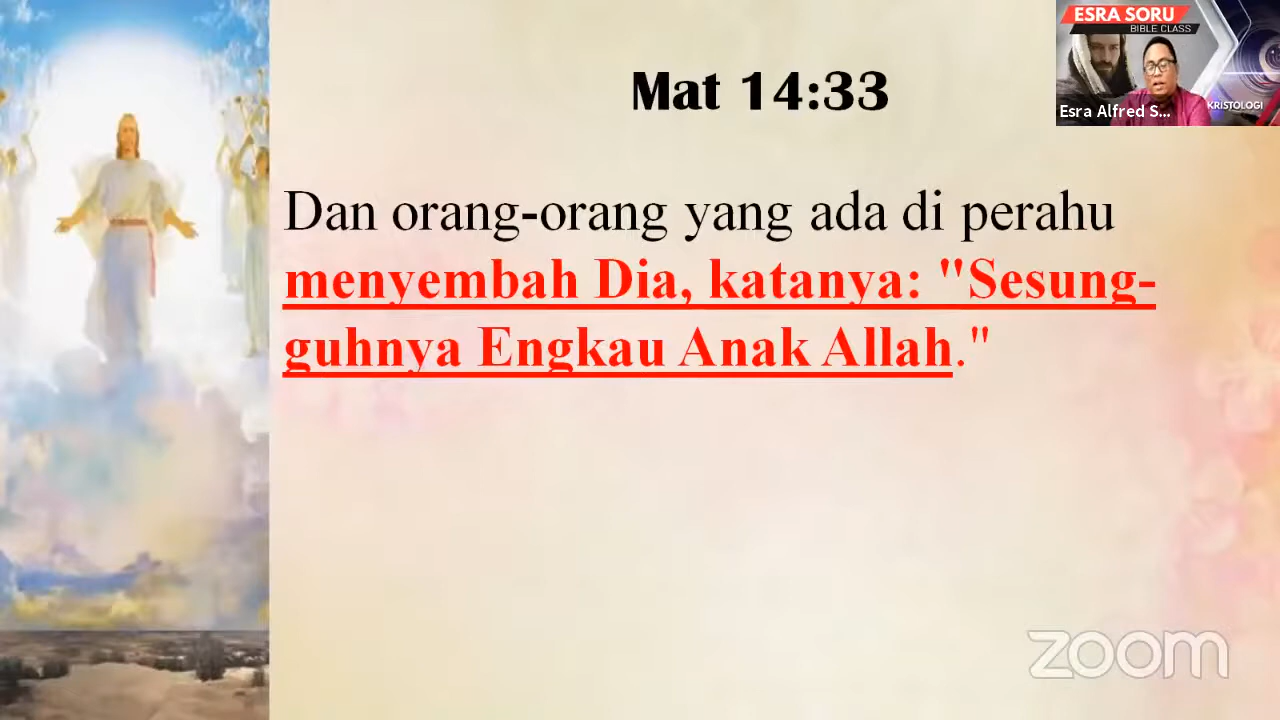 Mat 14:33
ESRA SORU
BIBLE CLASS
KRISTOLOGI
Esra Alfred S...
Dan orang-orang yang ada di perahu
menyembah Dia, katanya: "Sesung-
guhnya Engkau Anak Allah."
zoom